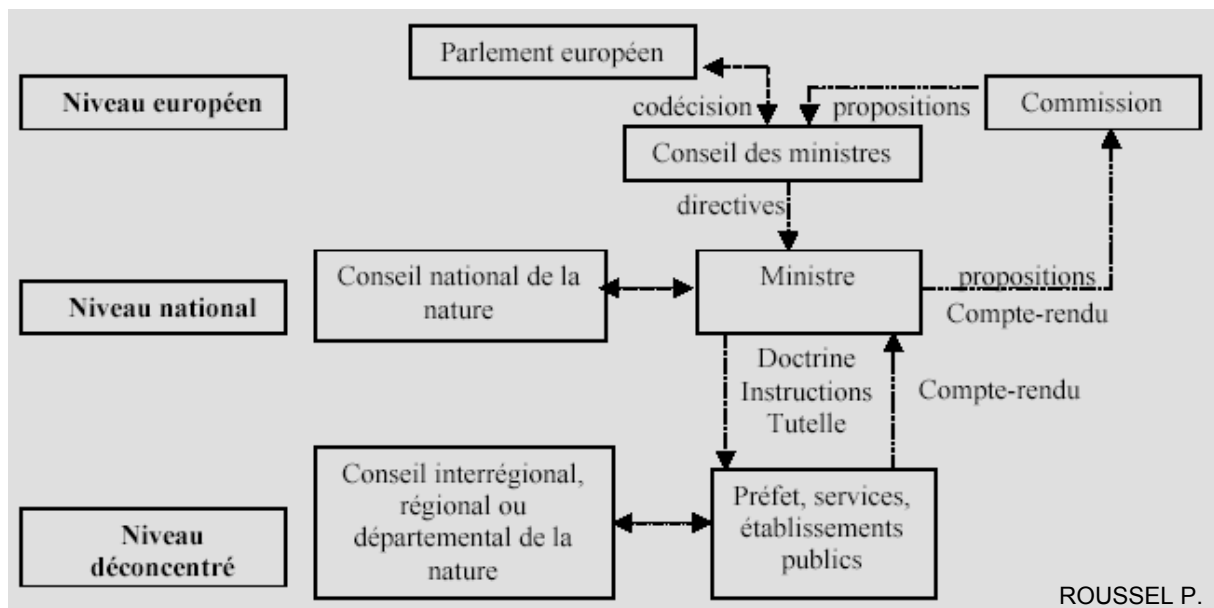 Parlement européen
Niveau européen
codécision
propositions
Commission
Conseil des ministres
directives
Niveau national
Conseil national de la
nature
Ministre
propositions
Compte-rendu
Doctrine
Instructions
Tutelle
Compte-rendu
Niveau
déconcentré
Conseil interrégional,
régional ou
départemental de la
nature
Préfet, services,
établissements
publics
ROUSSEL P.